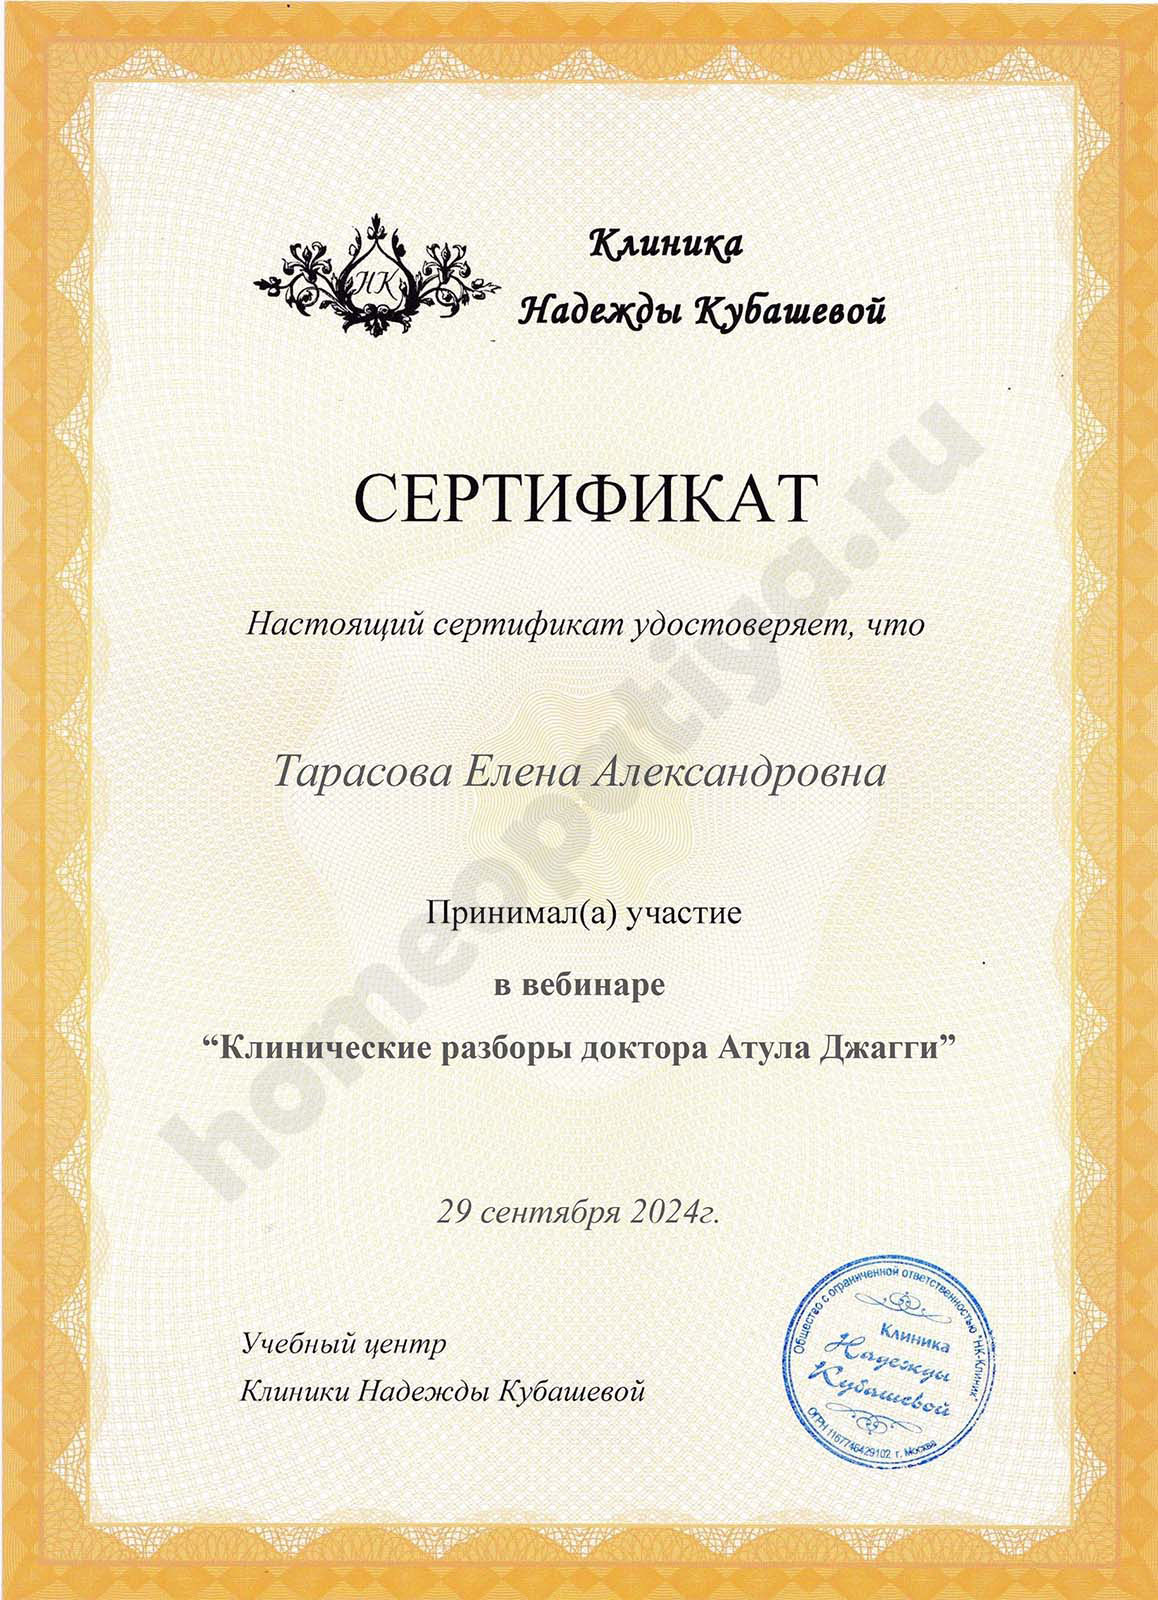 НК
Клиника
Надежды Кубашевой
СЕРТИФИКАТ
Настоящий сертификат удостоверяет, что
Тарасова Елена Александровна
Принимал(а) участие
в вебинаре
“Клинические разборы доктора Атула Джагги”
29 сентября 2024г.
Учебный центр
Клиники Надежды Кубашевой
Общество с ограниченной ответственностью "НК-Клиник"
Клиника
Надежды
Кубашевой
ОГРН 1167746429102 г. Москва
homeopatiya.ru